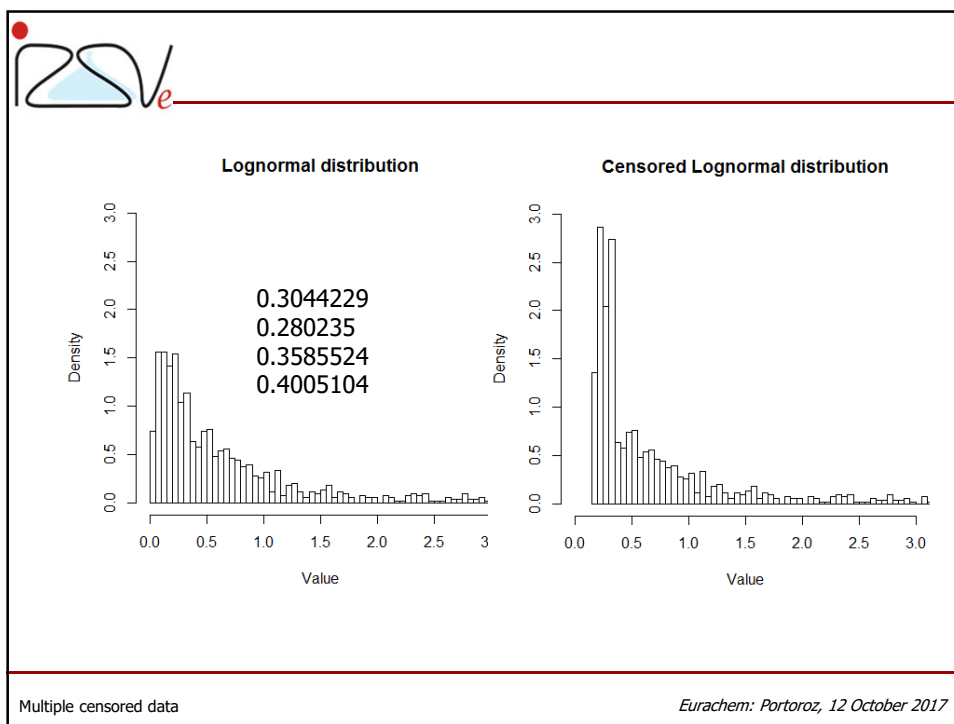 izsve
Lognormal distribution
3.0
2.5
2.0
1.5
1.0
0.5
0.0
Density
0.3044229
0.280235
0.3585524
0.4005104
0.0 0.5 1.0 1.5 2.0 2.5 3
Value
Censored Lognormal distribution
3.0
2.5
2.0
1.5
1.0
0.5
0.0
Density
0.0 0.5 1.0 1.5 2.0 2.5 3.0
Value
Multiple censored data
Eurachem: Portoroz, 12 October 2017